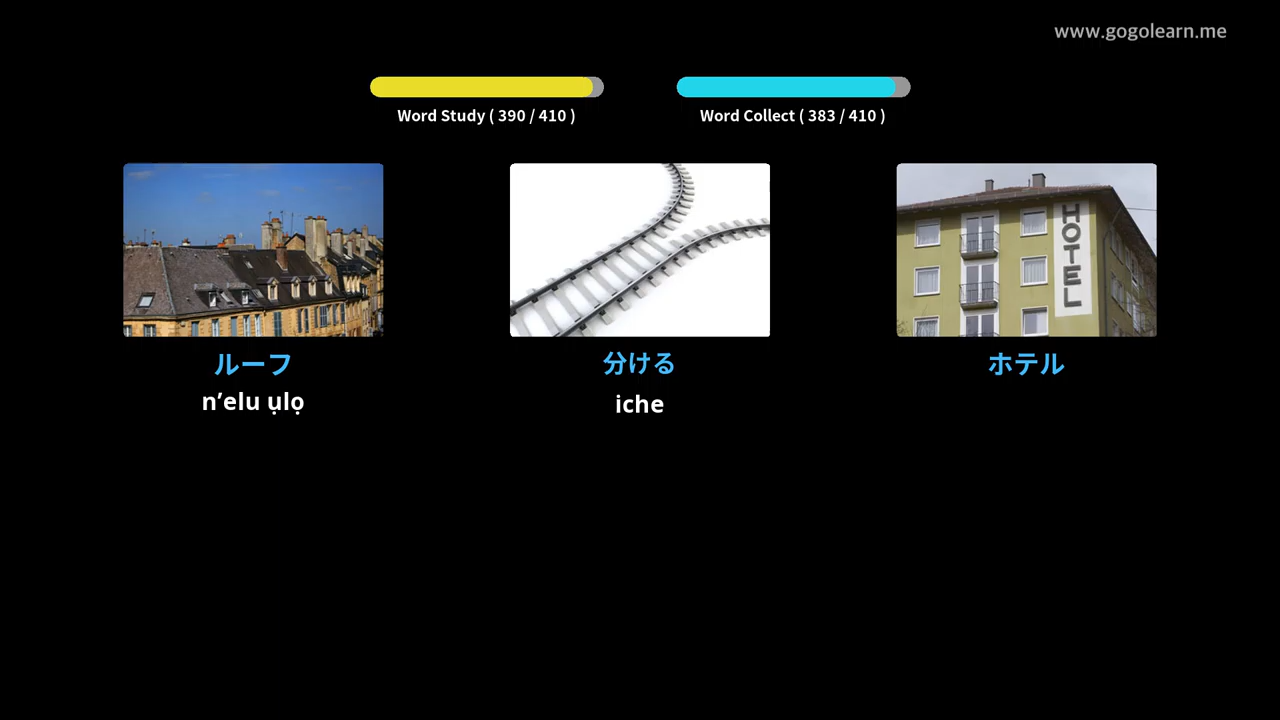 www.gogolearn.me
Word Study ( 390 / 410 )
Word Collect ( 383 / 410 )
HOTEL
ルーフ
分ける
ホテル
n’elu ụlọ
iche